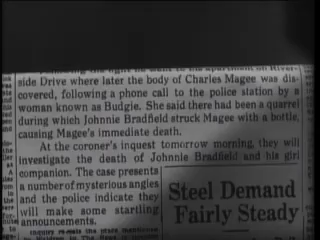 side Drive where later the body of Charles Magee was dis-
covered, following a phone call to the police station by a
woman known as Budgie. She said there had been a quarrel
during which Johnnie Bradfield struck Magee with a bottle,
causing Magee's immediate death.
At the coroner's inquest tomorrow morning, they will
investigate the death of Johnnie Bradfield and his girl
companion. The case presents
a number of mysterious angles
and the police indicate they
will make some startling
announcements.
Steel Demand
Fairly Steady